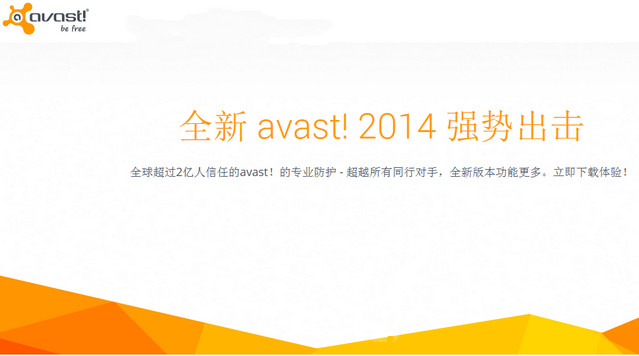 avast!
be free
全新 avast! 2014 强势出击
全球超过2亿人信任的avast！的专业防护 - 超越所有同行对手，全新版本功能更多。立即下载体验！